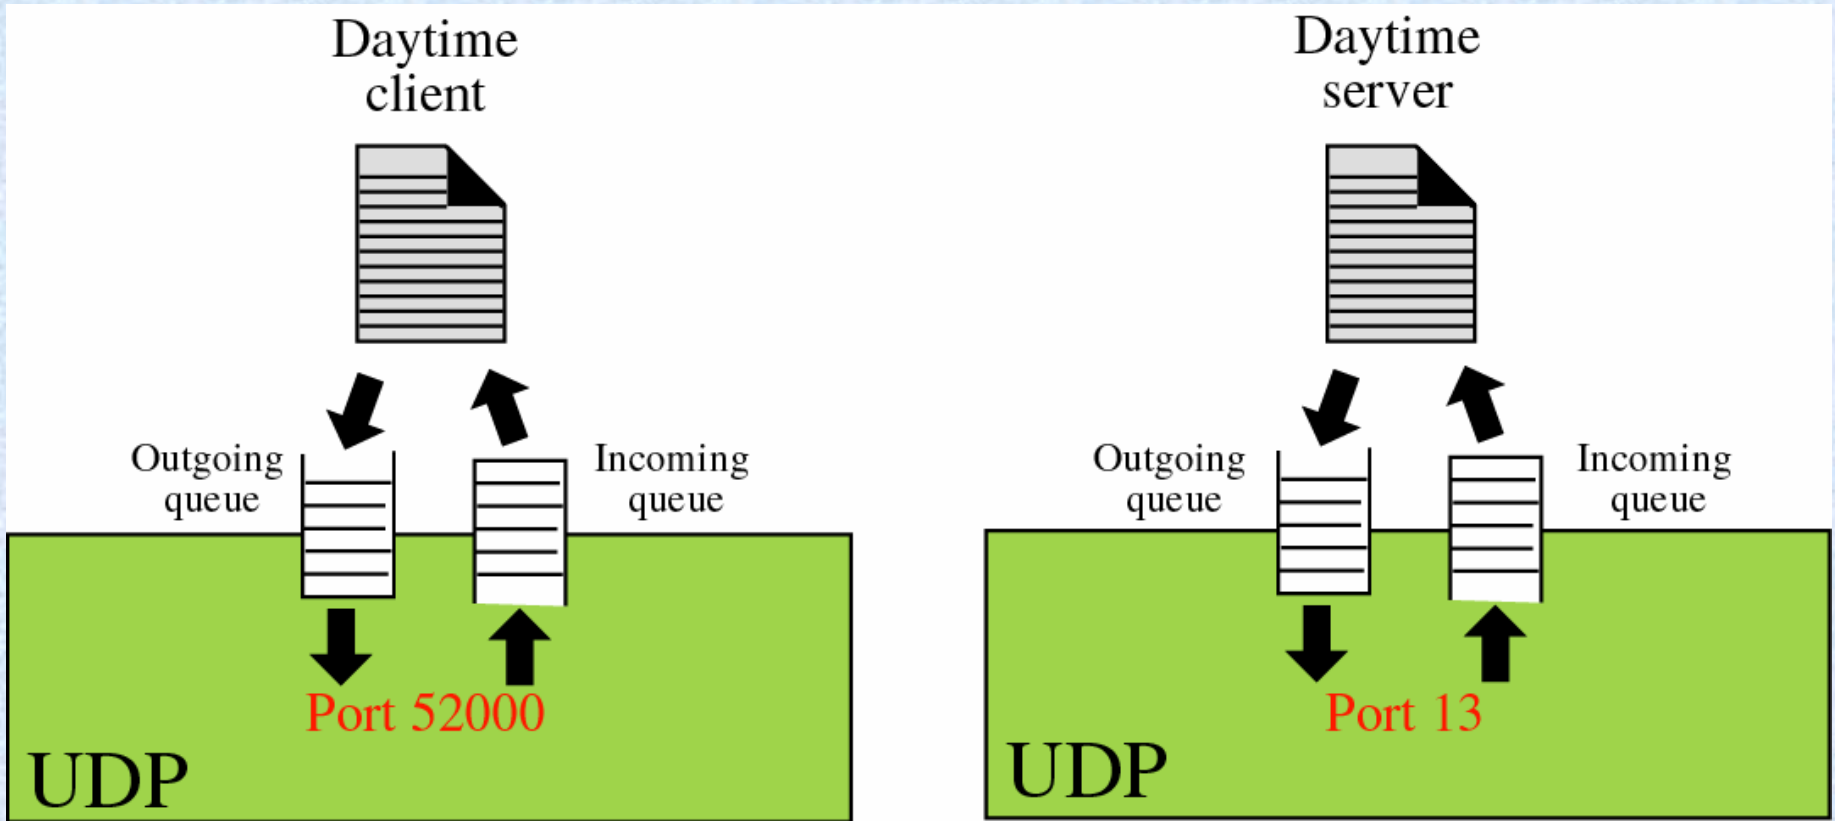 Daytime
client
Outgoing
queue
Incoming
queue
Port 52000
UDP
Daytime
server
Outgoing
queue
Incoming
queue
Port 13
UDP